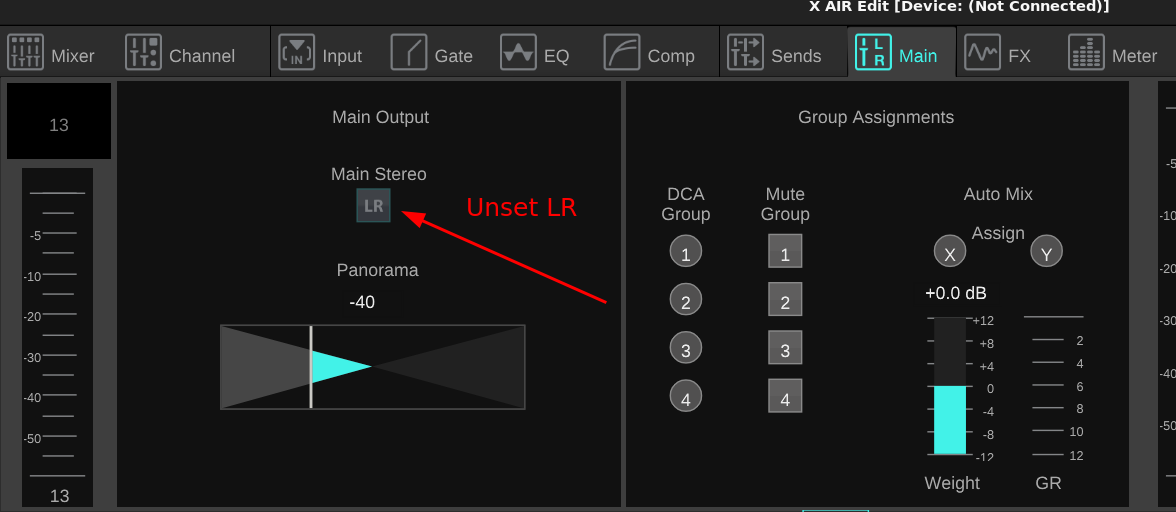 X AIR Edit [Device: (Not Connected)]
Mixer
Channel
IN
Input
Gate
EQ
Comp
Sends
L
R
Main
FX
Meter
13
-5
-10
-20
-30
-40
-50
13
Main Output
Main Stereo
LR
Unset LR
Panorama
-40
Group Assignments
DCA
Group
1
2
3
4
Mute
Group
1
2
3
4
Auto Mix
Assign
X
Y
+0.0 dB
+12
+8
+4
0
-4
-8
-12
Weight
2
4
6
8
10
12
GR
-5
-10
-20
-30
-40
-50